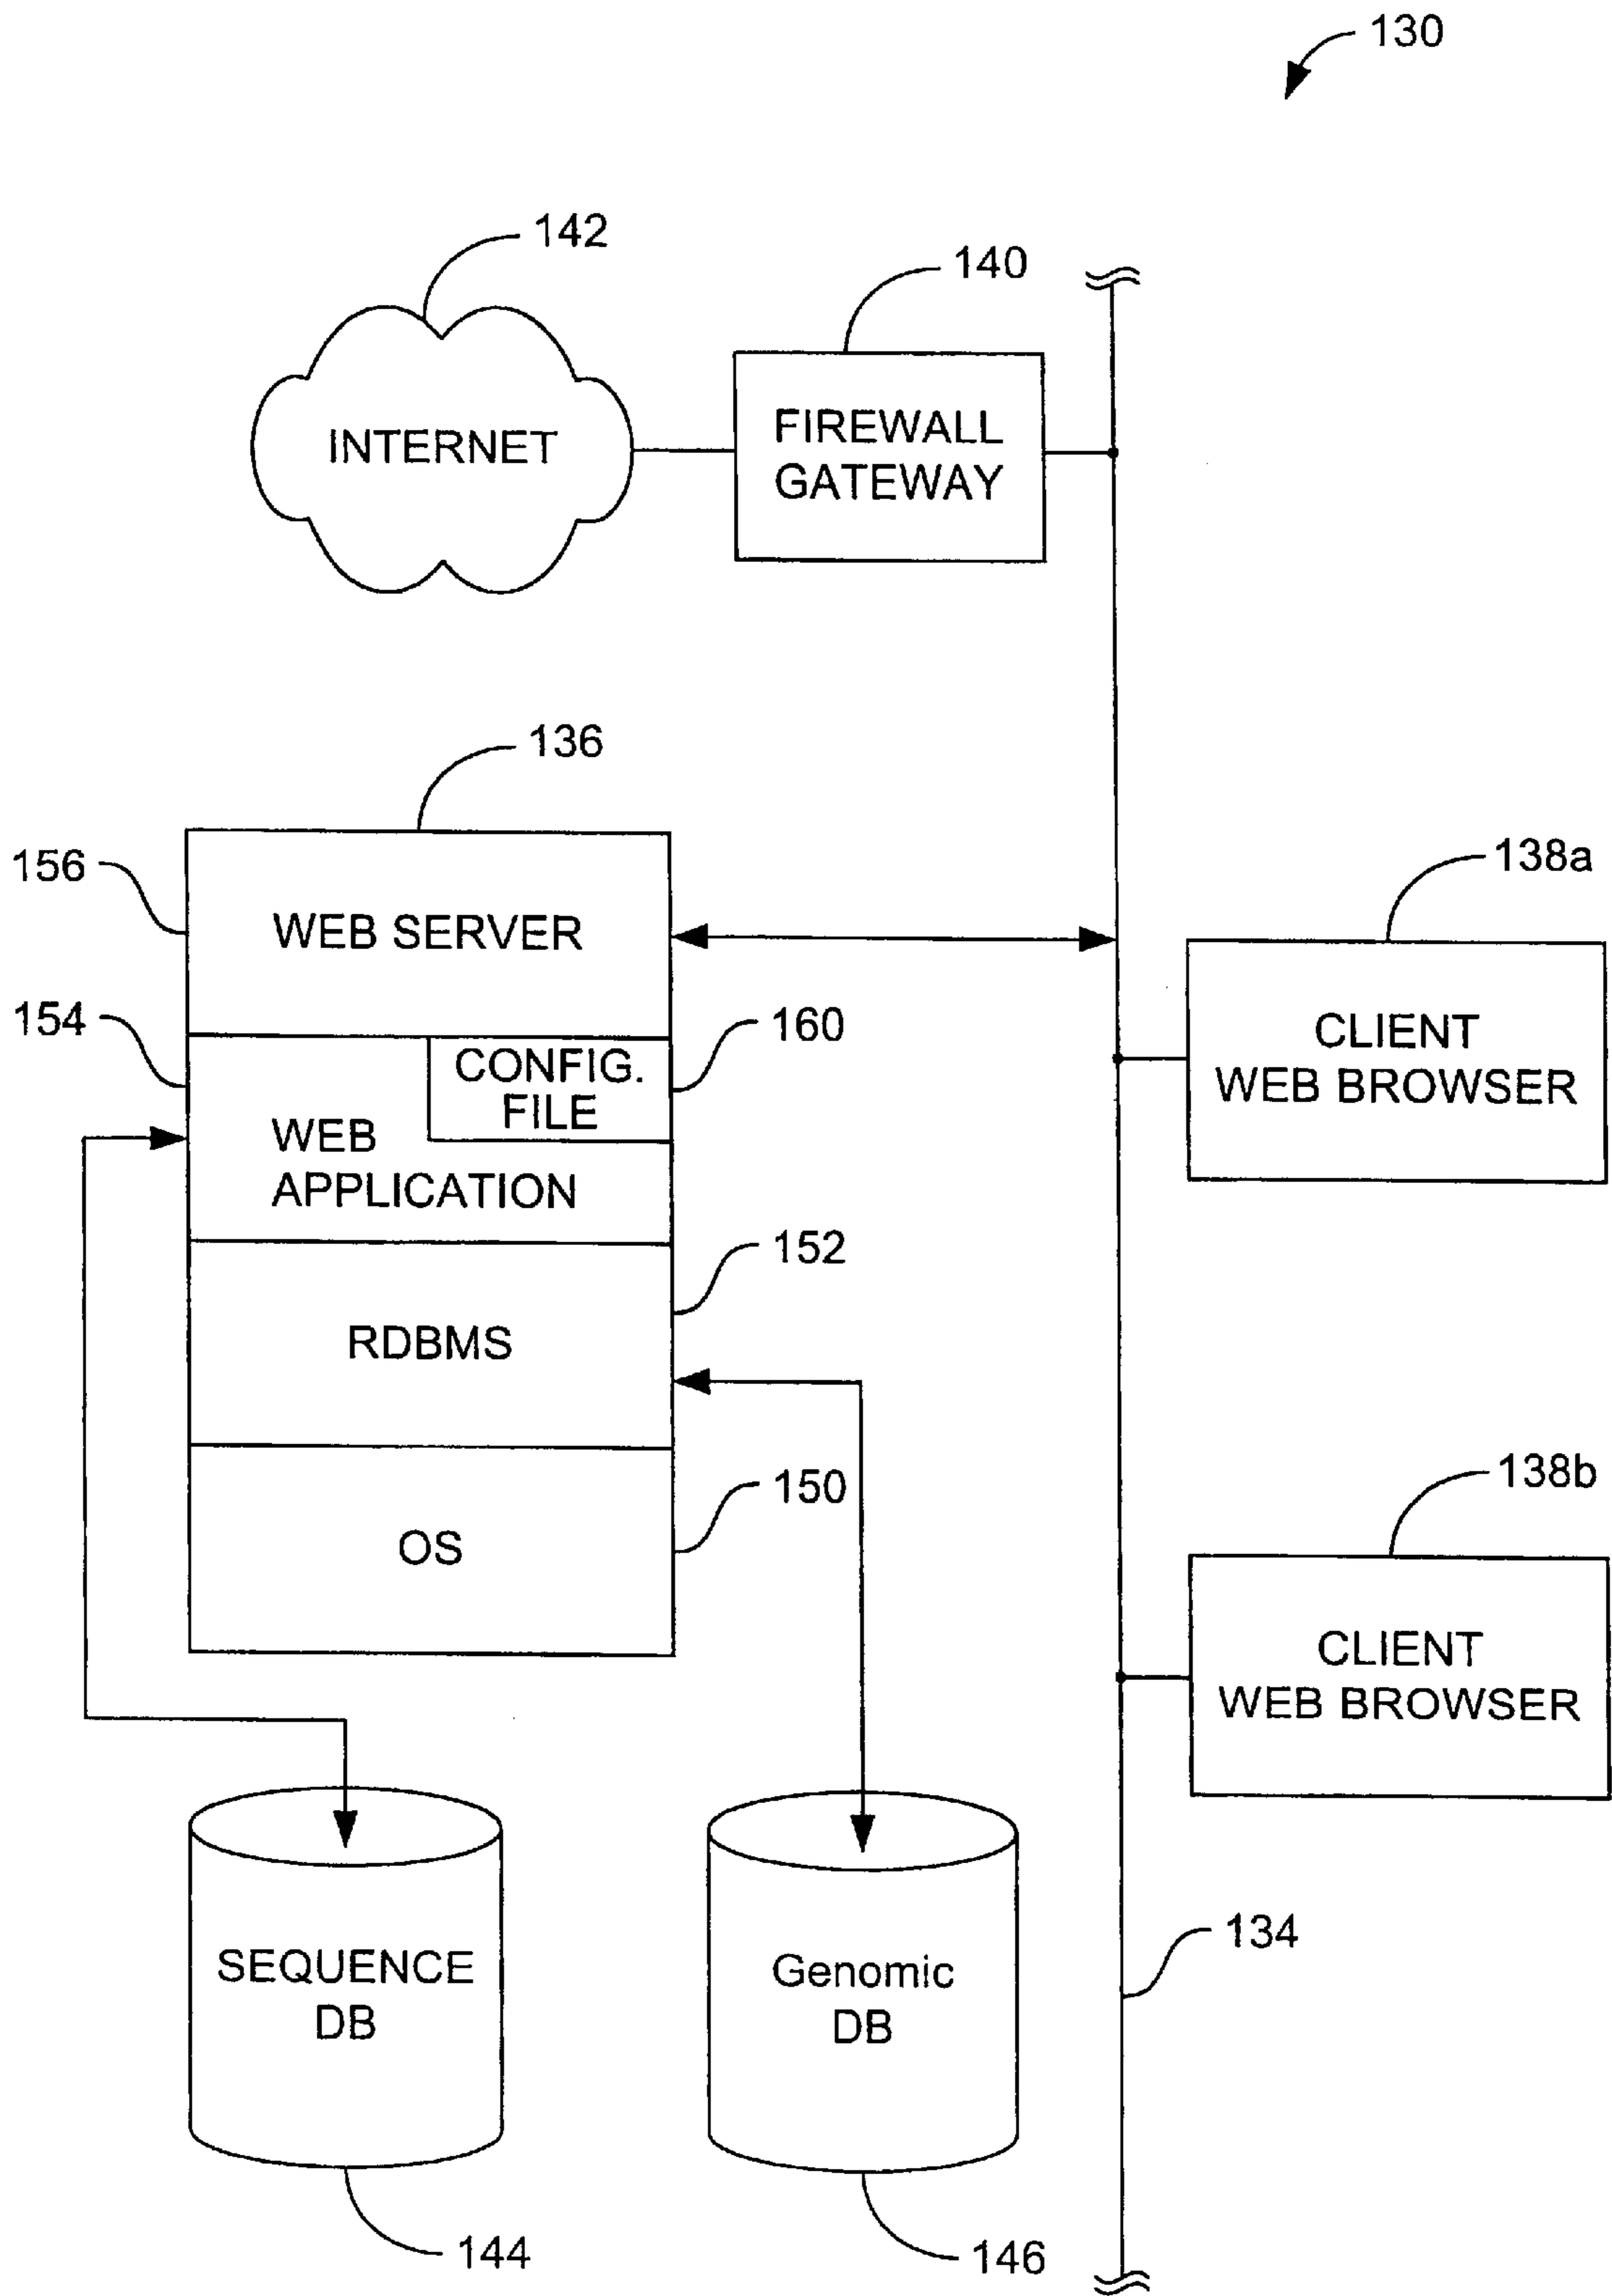 130
142
140
INTERNET
FIREWALL
GATEWAY
136
156
WEB SERVER
138a
154
160
CONFIG.
FILE
CLIENT
WEB BROWSER
WEB
APPLICATION
152
RDBMS
150
138b
OS
CLIENT
WEB BROWSER
134
SEQUENCE
DB
Genomic
DB
144
146